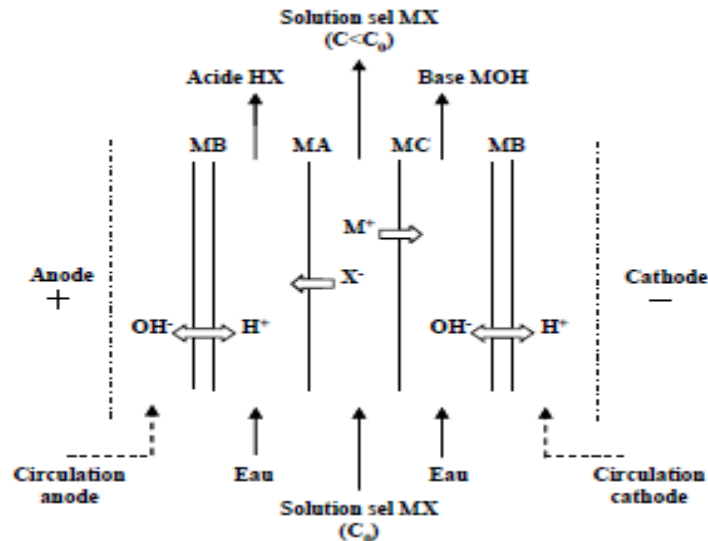 Solution sel MX
(C<C₀)
Acide HX
Base MOH
MB
MA
MC
MB
M⁺
X⁻
Anode
+
Cathode
−
OH⁻
H⁺
OH⁻
H⁺
Circulation
anode
Eau
Eau
Circulation
cathode
Solution sel MX
(C₀)